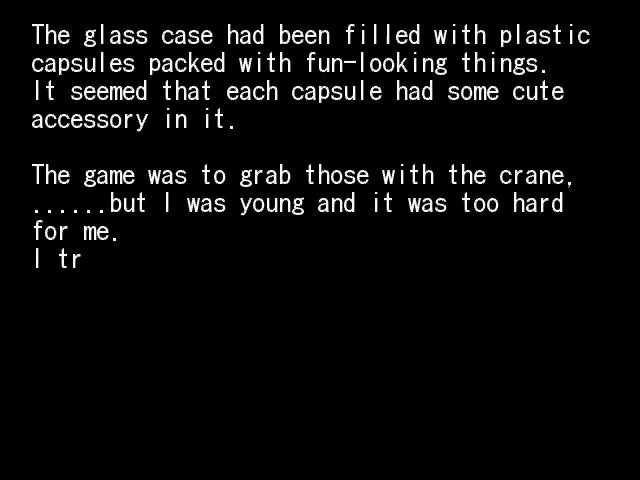 The glass case had been filled with plastic
capsules packed with fun-looking things.
It seemed that each capsule had some cute
accessory in it.
The game was to grab those with the crane,
......but I was young and it was too hard
for me.
I tr